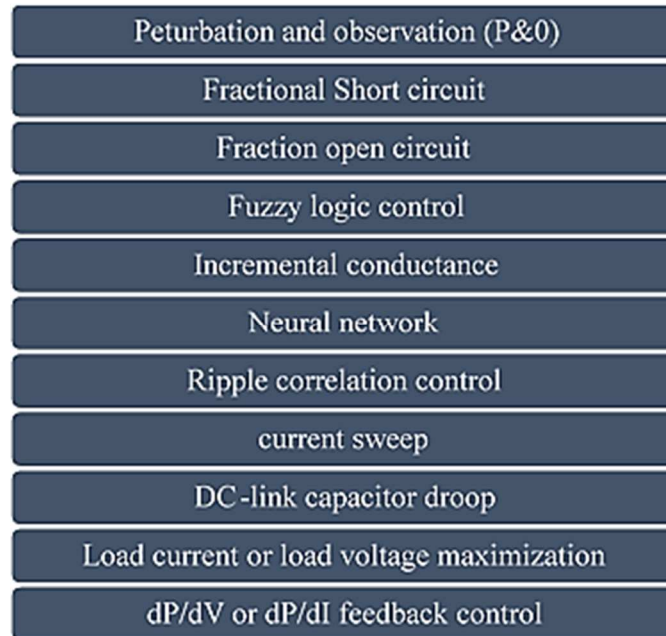 Peturbation and observation (P&0)
Fractional Short circuit
Fraction open circuit
Fuzzy logic control
Incremental conductance
Neural network
Ripple correlation control
current sweep
DC-link capacitor droop
Load current or load voltage maximization
dP/dV or dP/dI feedback control